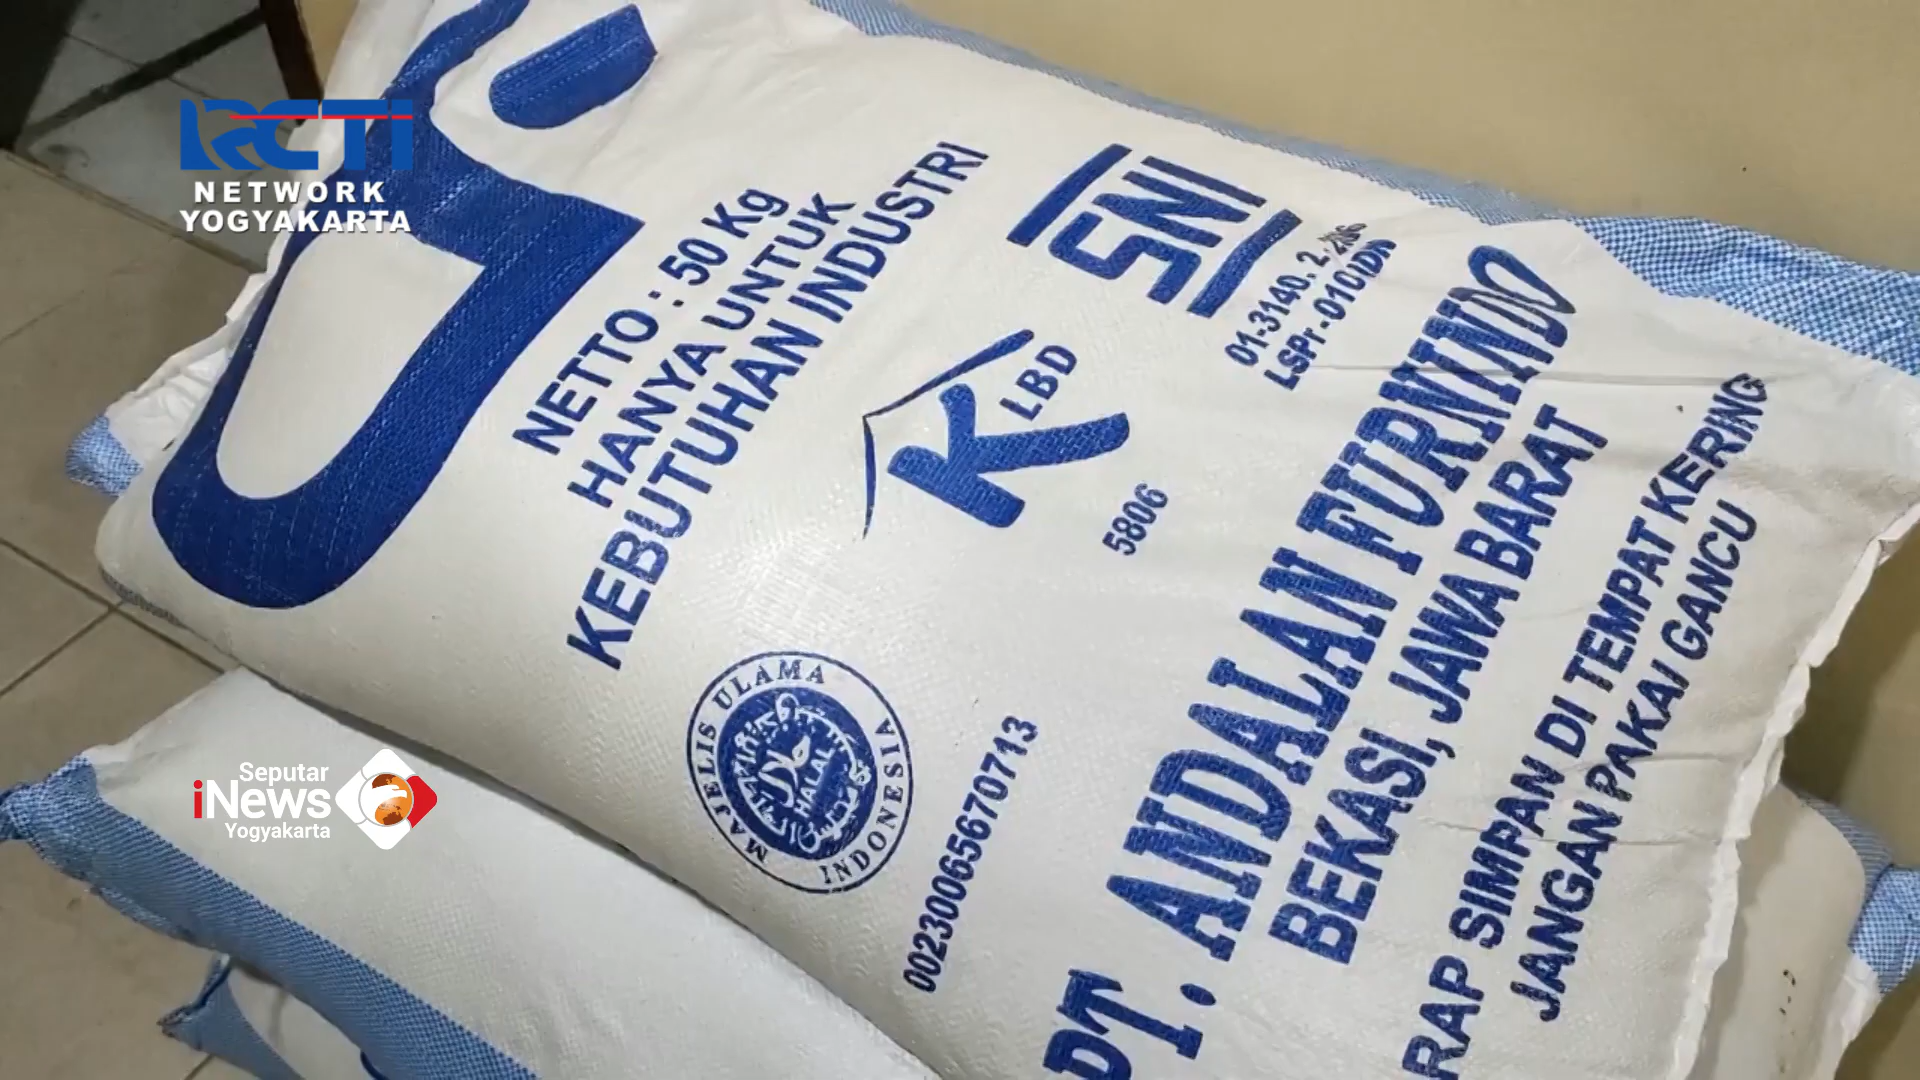 RCTI
NETWORK
YOGYAKARTA
NETTO : 50 Kg
HANYA UNTUK
KEBUTUHAN INDUSTRI
SNI
01-3140. 2.
LSPr-010 IDN
K LBD
5806
MAJELIS ULAMA
INDONESIA
HALAL
00230065670713
PT. ANDALAN FURNINDO
BEKASI, JAWA BARAT
RAP SIMPAN DI TEMPAT KERING
JANGAN PAKAI GANCU
Seputar
iNews
Yogyakarta